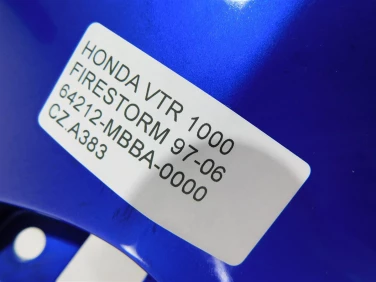 HONDA VTR 1000
FIRESTORM 97-06
64212-MBBA-0000
CZ.A383